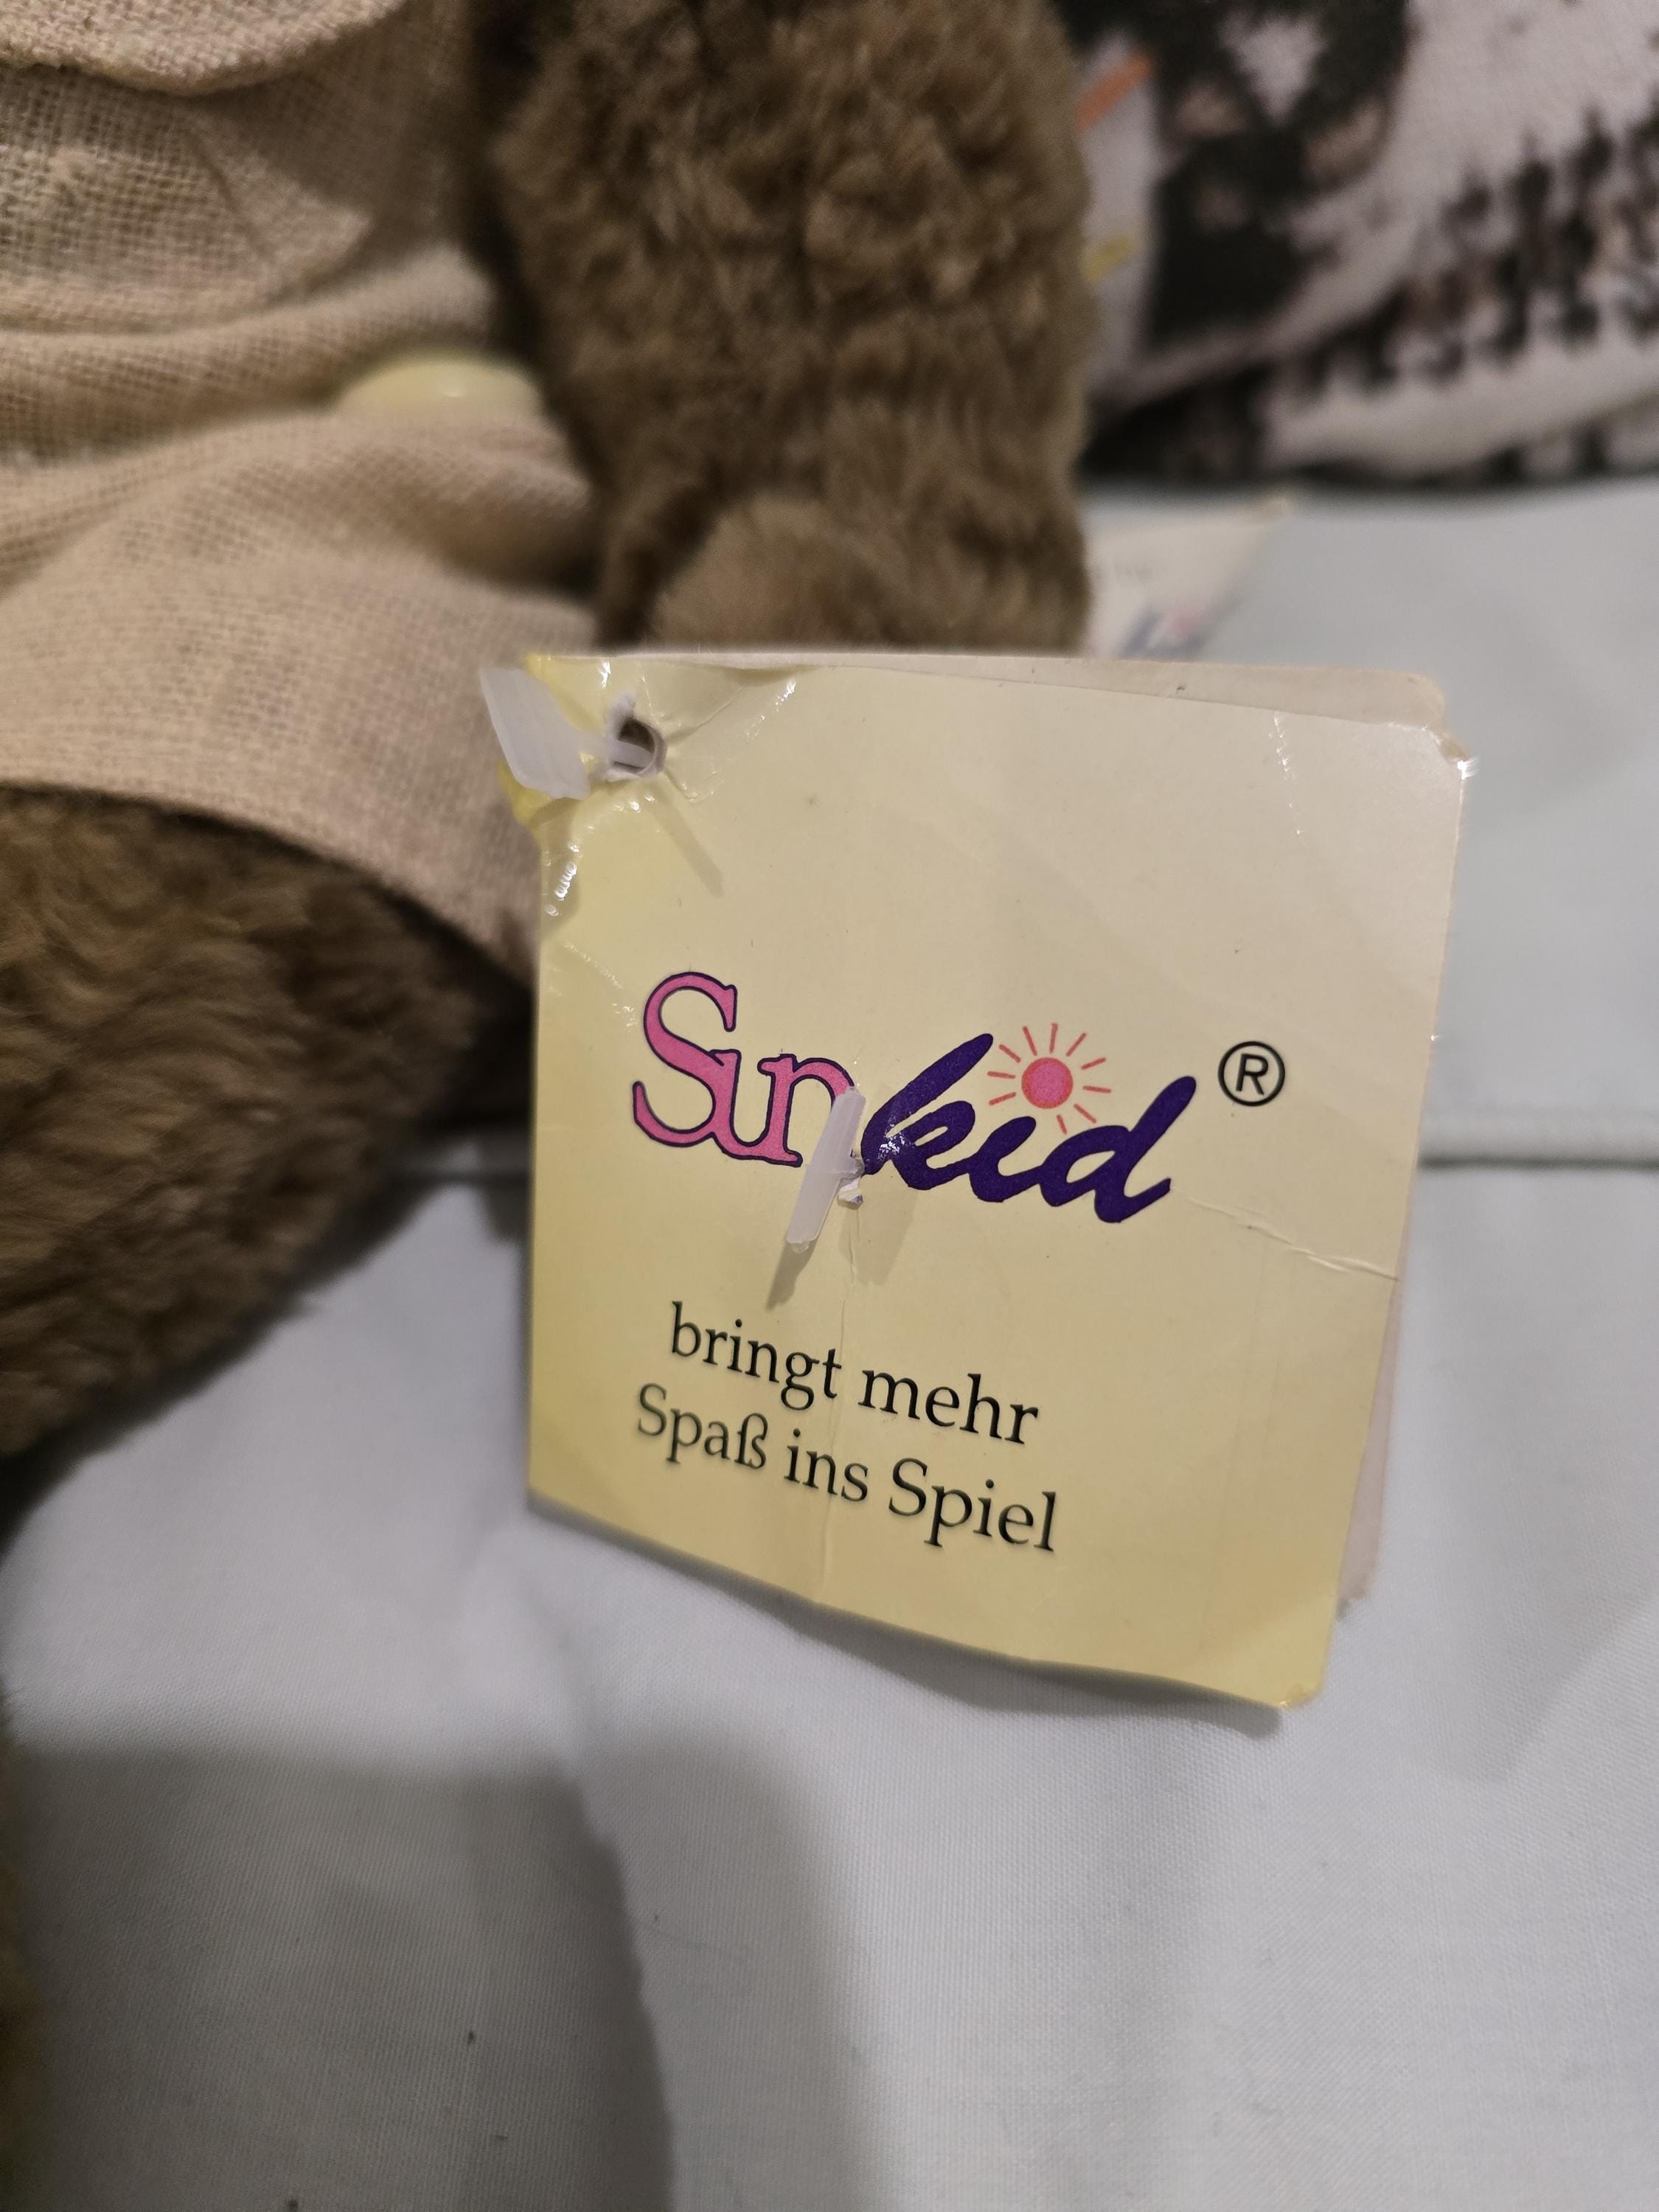 Sunkid ®
bringt mehr
Spaß ins Spiel